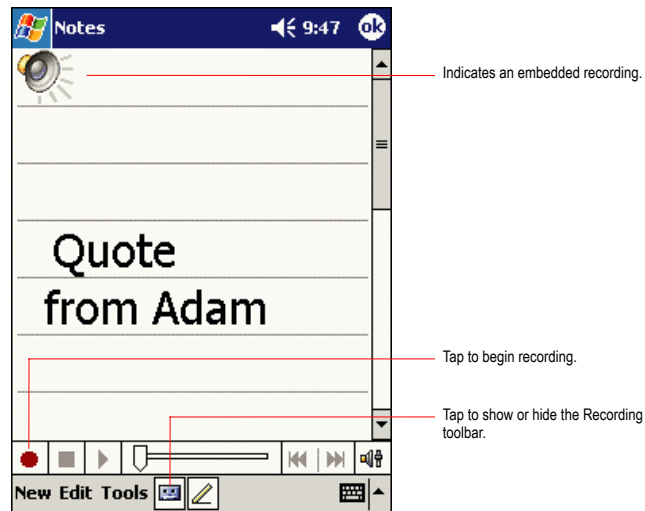 Notes 9:47 ok
Indicates an embedded recording.
Quote
from Adam
Tap to begin recording.
Tap to show or hide the Recording
toolbar.
New Edit Tools